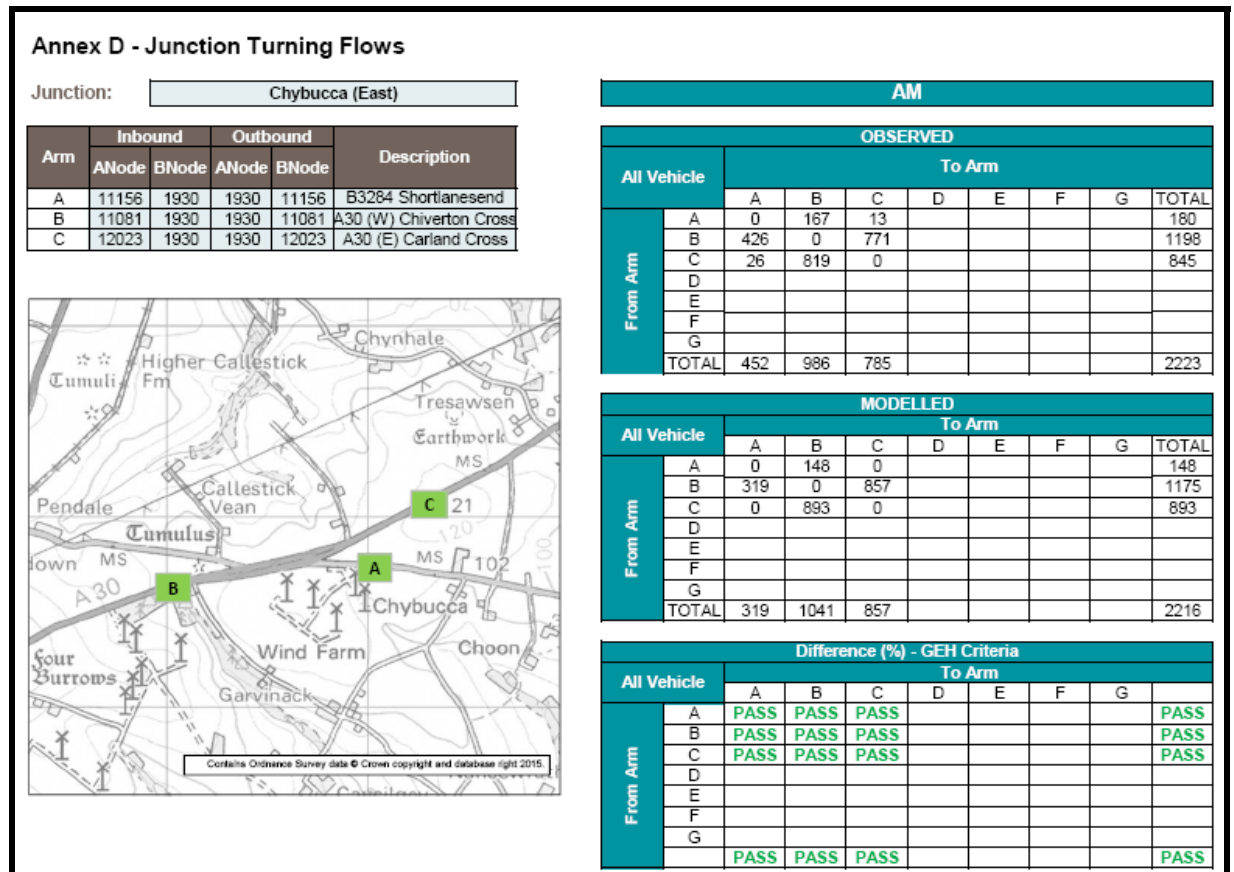 Annex D - Junction Turning Flows
Junction: Chybucca (East)
Arm Inbound Outbound Description
ANode BNode ANode BNode
A 11156 1930 1930 11156 B3284 Shortlanesend
B 11081 1930 1930 11081 A30 (W) Chiverton Cross
C 12023 1930 1930 12023 A30 (E) Carland Cross
Chynhale
Higher Callestick
Tumuli Fm
Tresawsen
Earthwork
MS
Callestick
Vean
C 21
Pendale
120
Tumulus
down MS
MS 102
100
A
A 30
B
Chybucca
Wind Farm
Choon
Four
Burrows
Garvinack
Contains Ordnance Survey data © Crown copyright and database right 2015.
AM
OBSERVED
All Vehicle To Arm
A B C D E F G TOTAL
From Arm
A 0 167 13 180
B 426 0 771 1198
C 26 819 0 845
D
E
F
G
TOTAL 452 986 785 2223
MODELLED
All Vehicle To Arm
A B C D E F G TOTAL
From Arm
A 0 148 0 148
B 319 0 857 1175
C 0 893 0 893
D
E
F
G
TOTAL 319 1041 857 2216
Difference (%) - GEH Criteria
All Vehicle To Arm
A B C D E F G
From Arm
A PASS PASS PASS PASS
B PASS PASS PASS PASS
C PASS PASS PASS PASS
D
E
F
G
PASS PASS PASS PASS